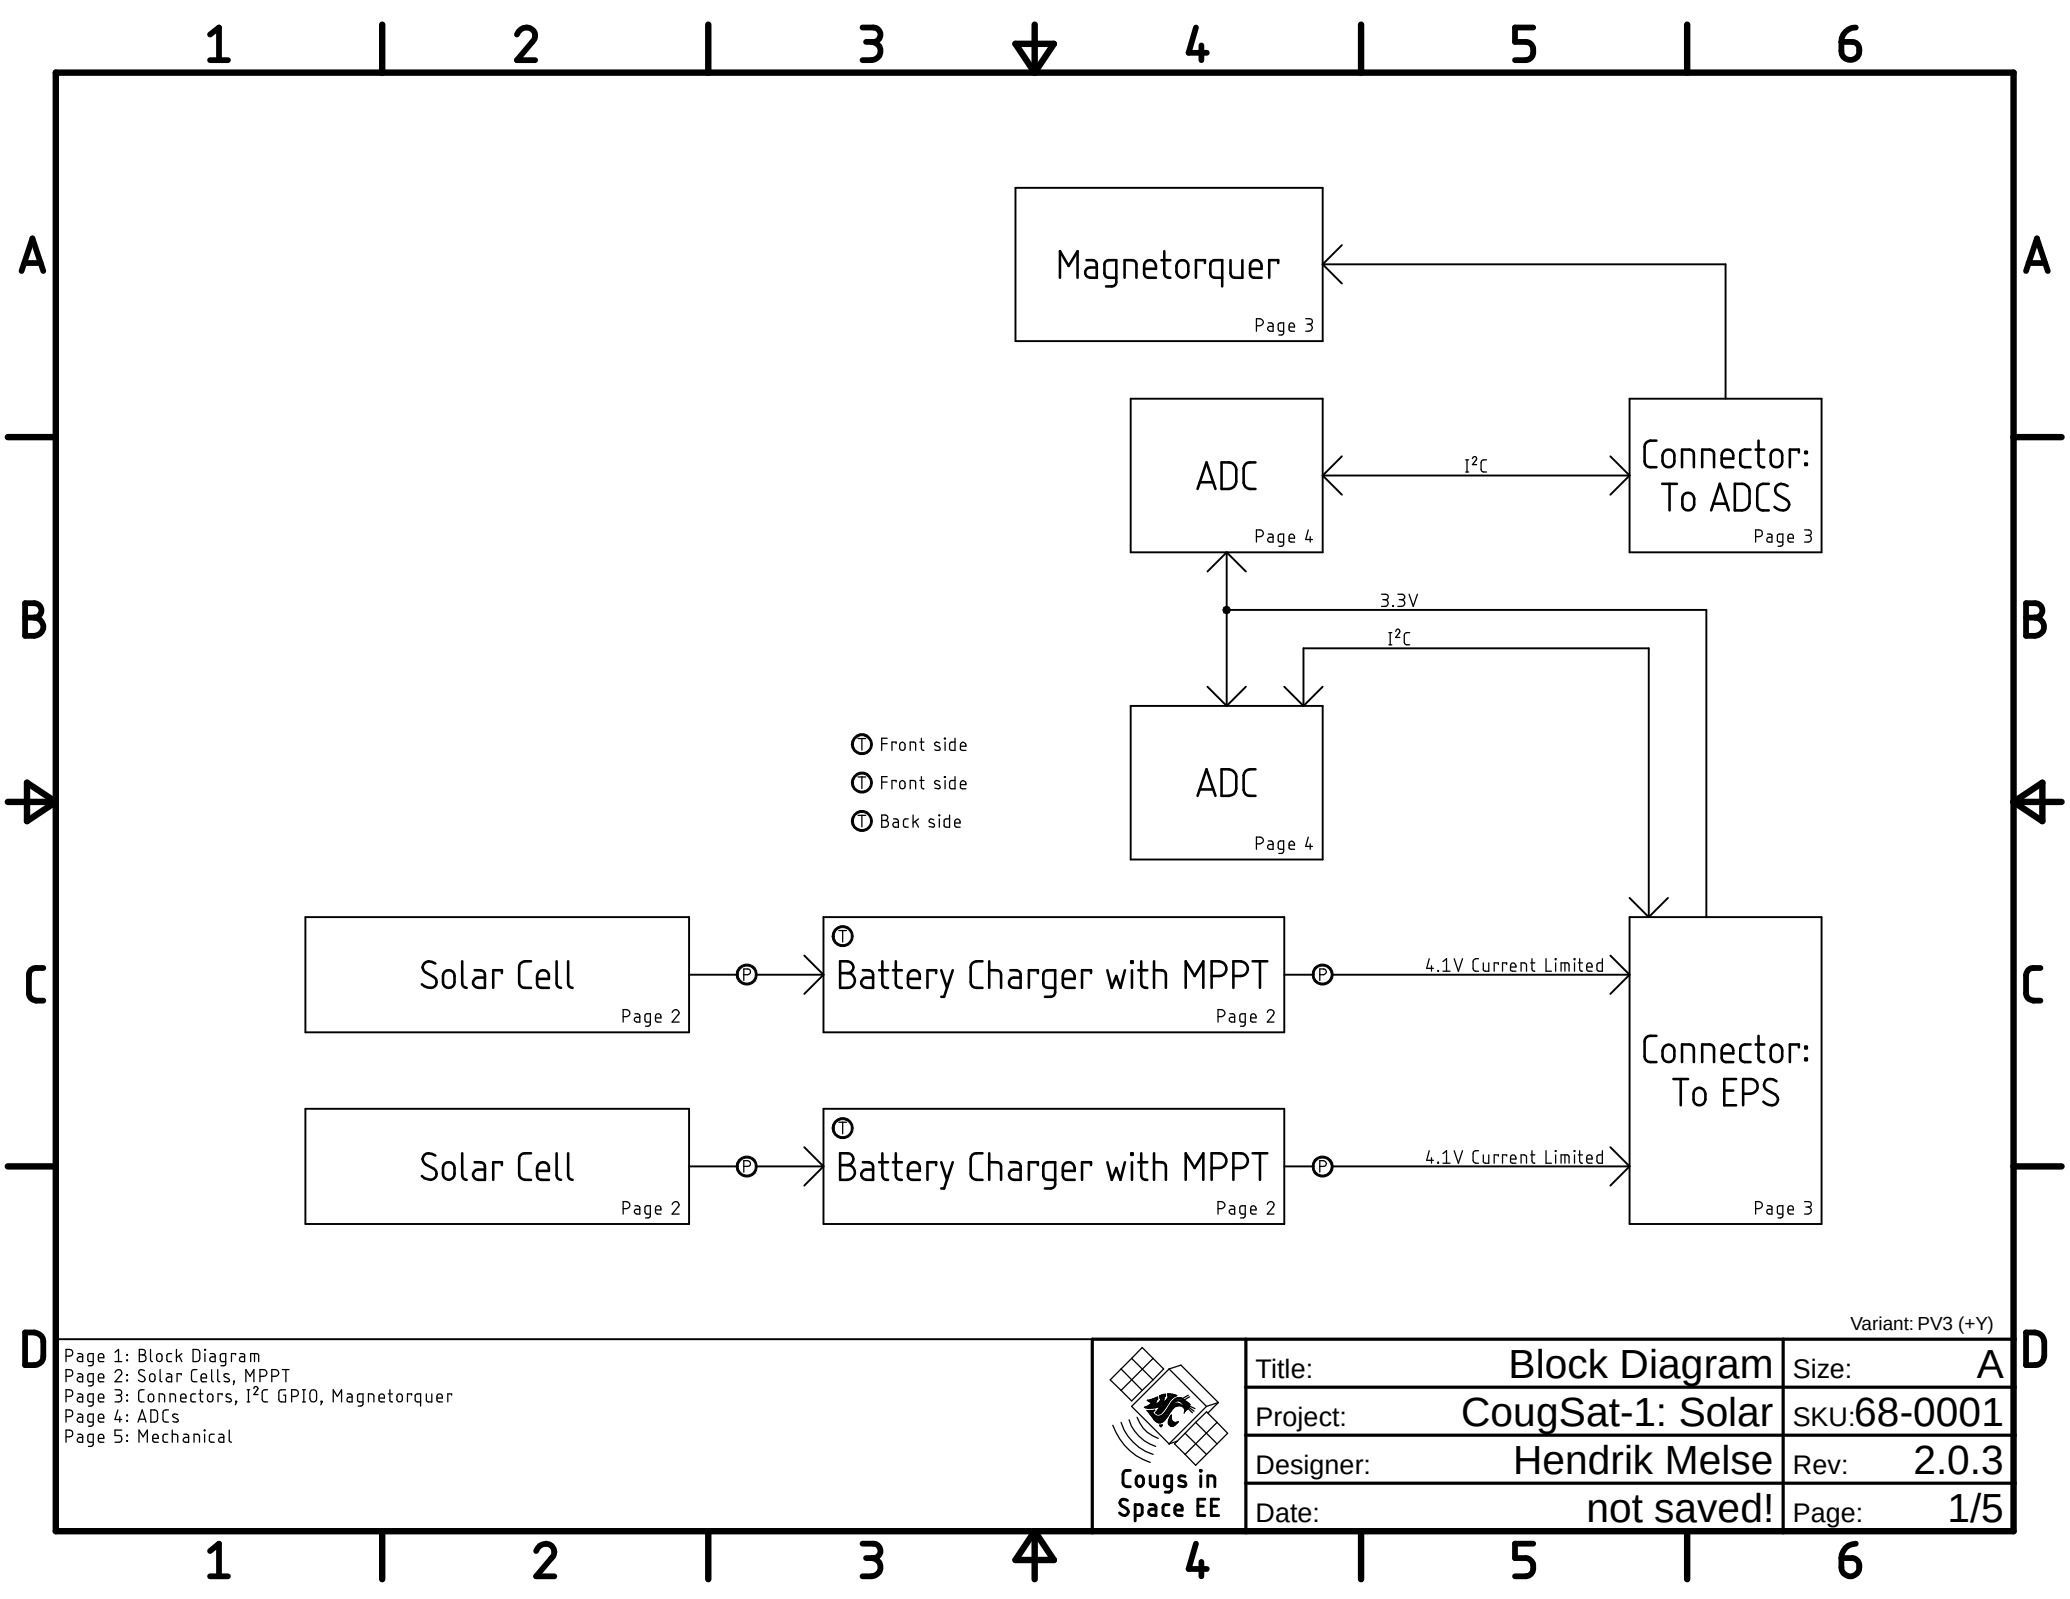 1 2 3 4 5 6
A A
Magnetorquer
Page 3
ADC
Page 4
I²C
Connector:
To ADCS
Page 3
B B
3.3V
I²C
T Front side
T Front side
T Back side
ADC
Page 4
C C
Solar Cell
Page 2
P
T
Battery Charger with MPPT
Page 2
P
4.1V Current Limited
Connector:
To EPS
Page 3
Solar Cell
Page 2
P
T
Battery Charger with MPPT
Page 2
P
4.1V Current Limited
Variant: PV3 (+Y)
D D
Page 1: Block Diagram
Page 2: Solar Cells, MPPT
Page 3: Connectors, I²C GPIO, Magnetorquer
Page 4: ADCs
Page 5: Mechanical
Cougs in
Space EE
Title: Block Diagram Size: A
Project: CougSat-1: Solar SKU:68-0001
Designer: Hendrik Melse Rev: 2.0.3
Date: not saved! Page: 1/5
1 2 3 4 5 6